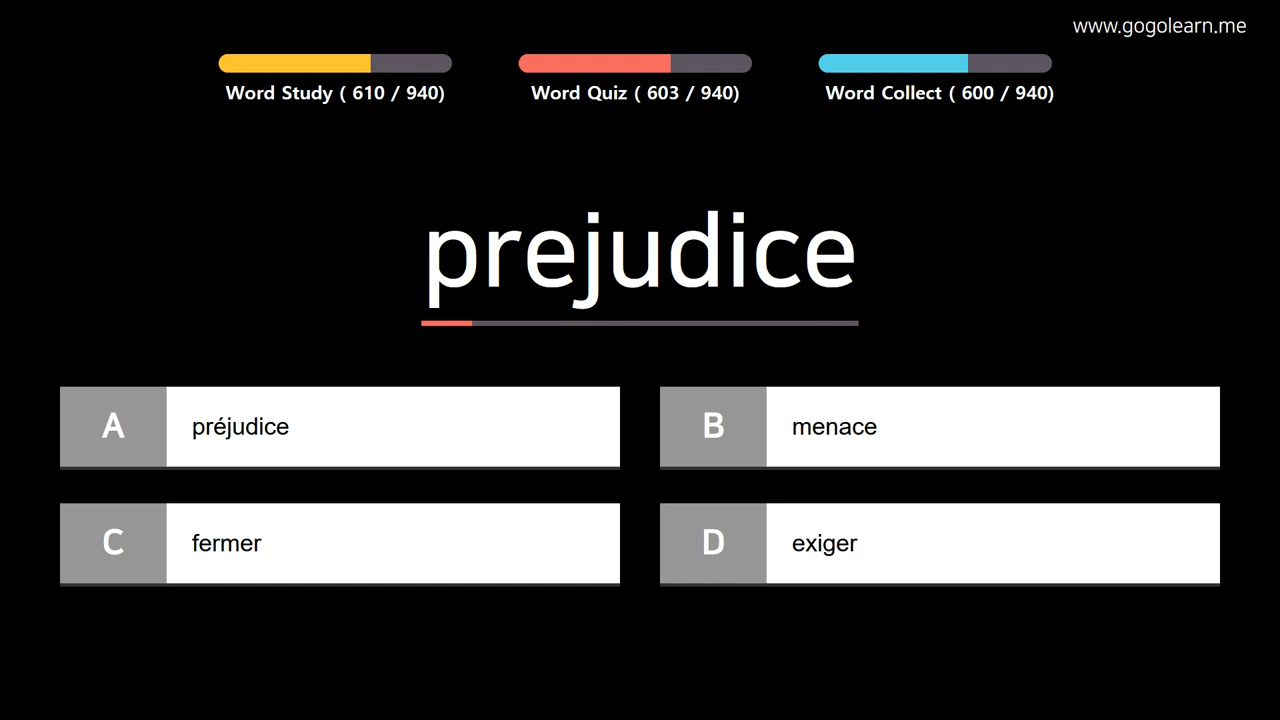 www.gogolearn.me
Word Study ( 610 / 940)
Word Quiz ( 603 / 940)
Word Collect ( 600 / 940)
prejudice
A préjudice
B menace
C fermer
D exiger